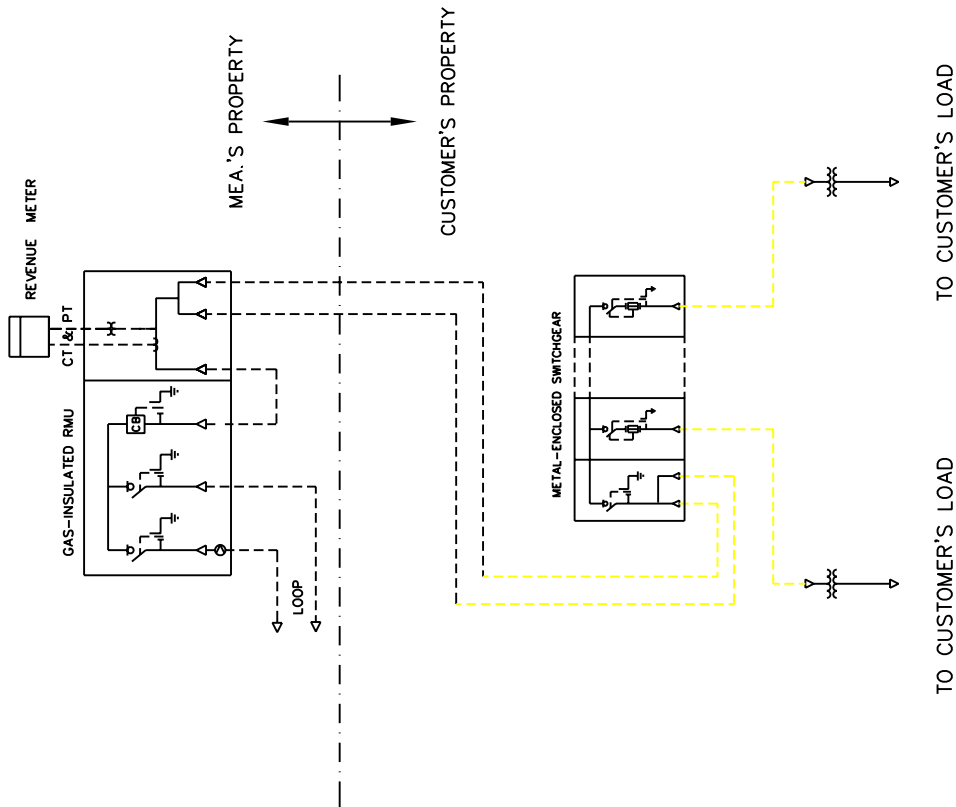 REVENUE METER
CT & PT
GAS-INSULATED RMU
CB
LOOP
MEA.'S PROPERTY
CUSTOMER'S PROPERTY
METAL-ENCLOSED SWITCHGEAR
TO CUSTOMER'S LOAD
TO CUSTOMER'S LOAD